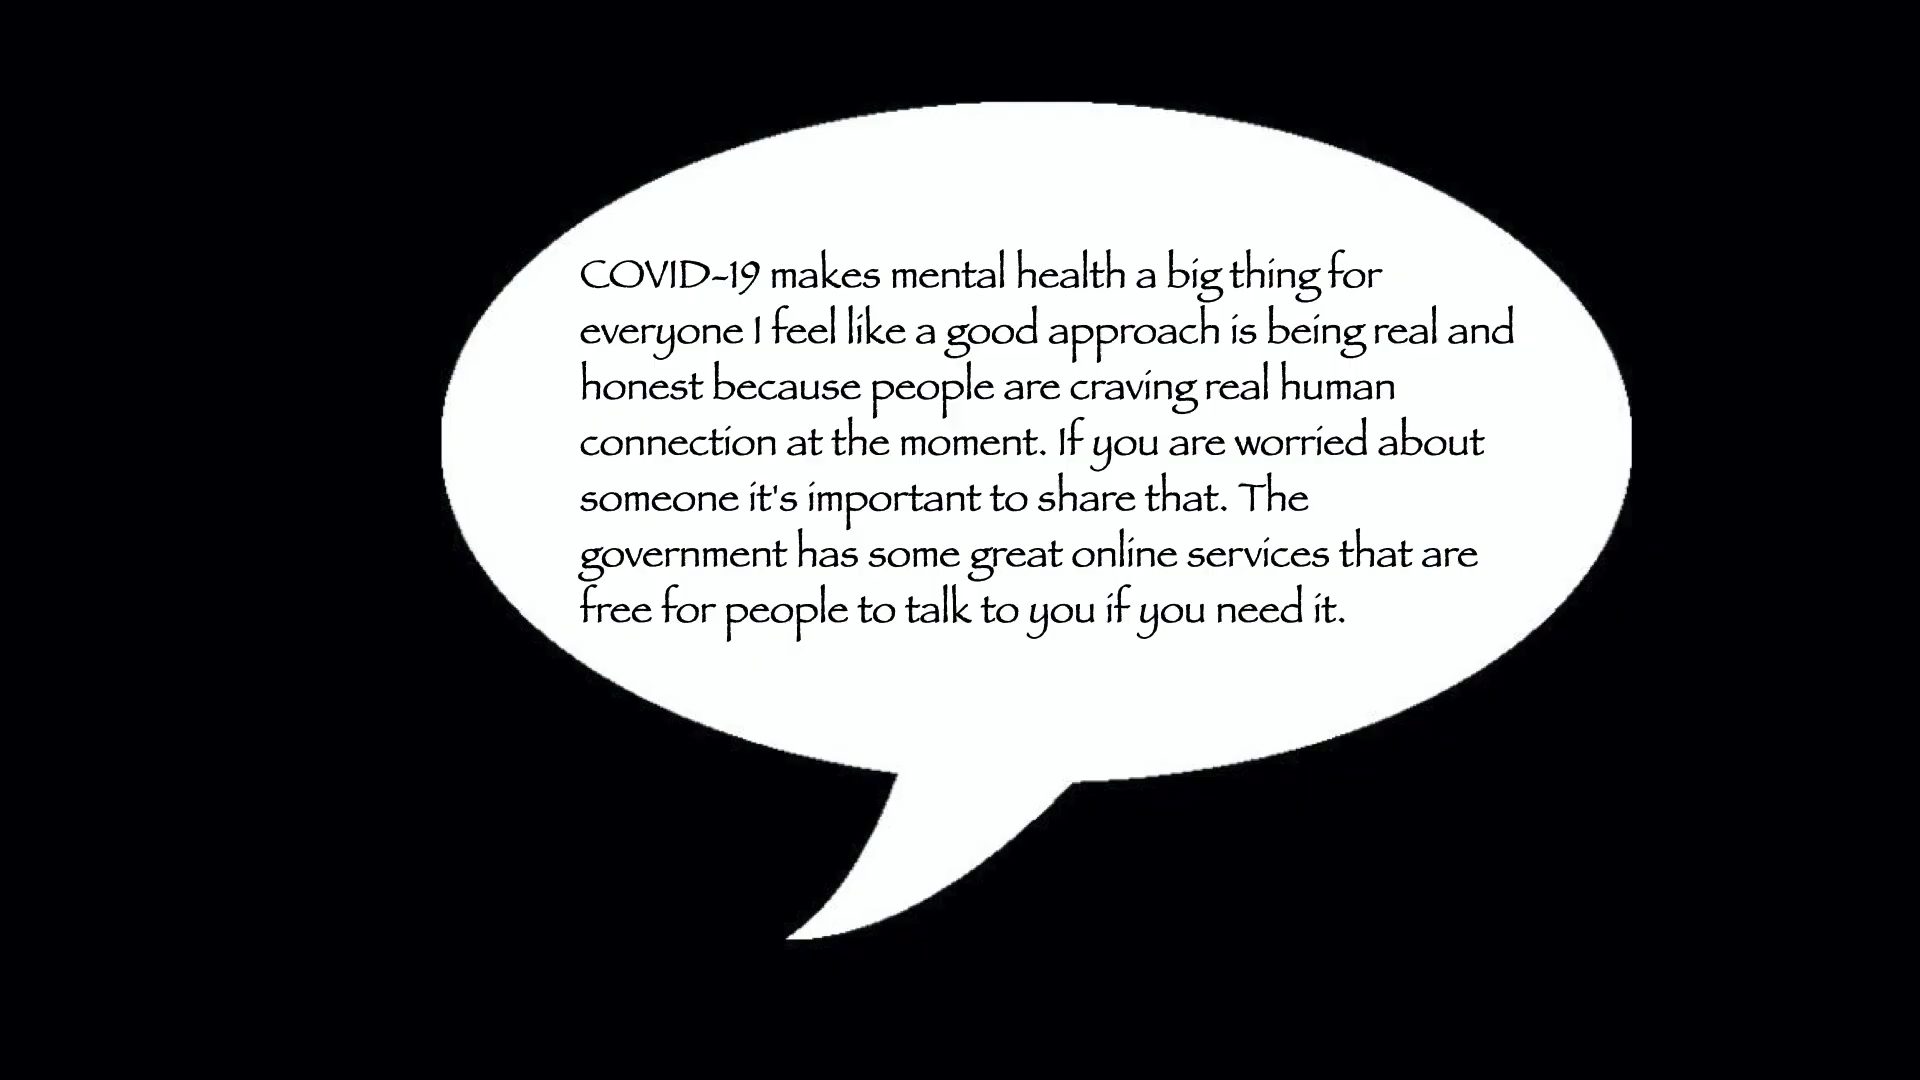 COVID-19 makes mental health a big thing for
everyone I feel like a good approach is being real and
honest because people are craving real human
connection at the moment. If you are worried about
someone it's important to share that. The
government has some great online services that are
free for people to talk to you if you need it.